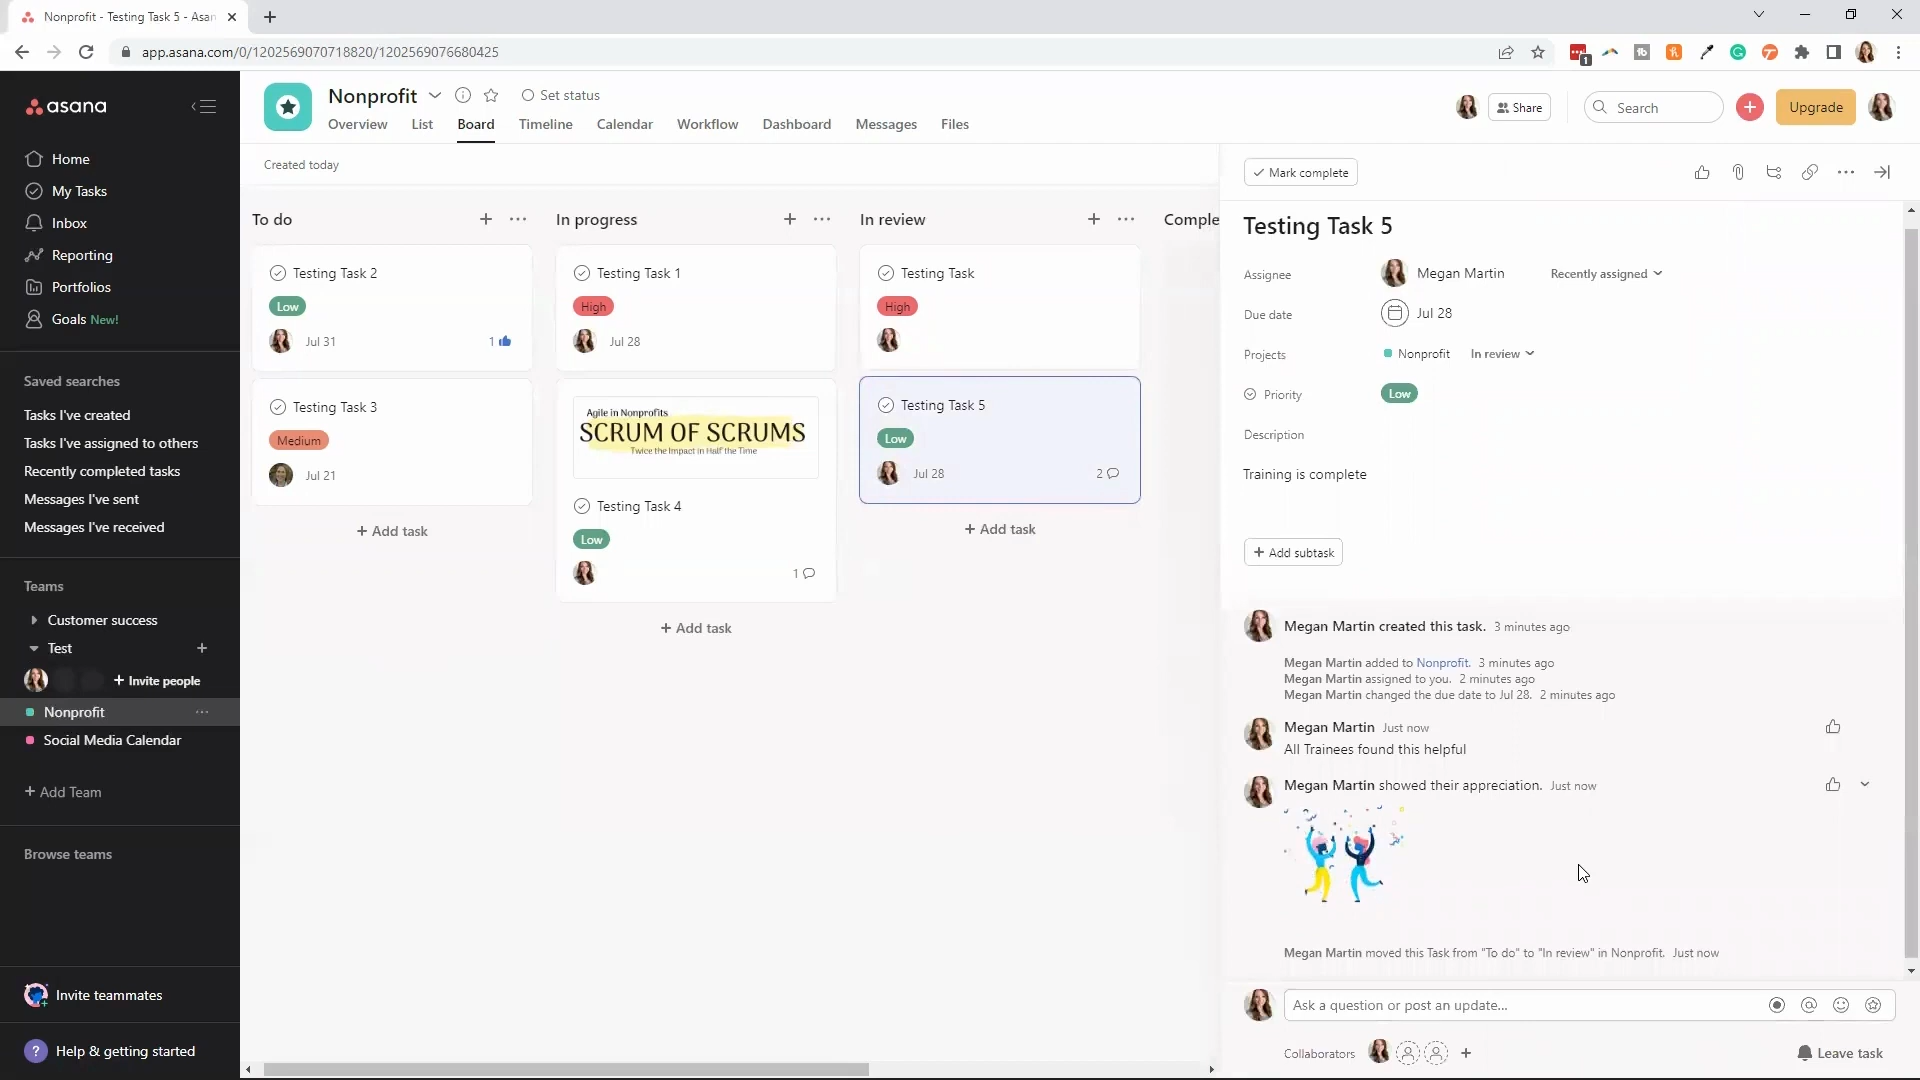 Nonprofit - Testing Task 5 - Asan
app.asana.com/0/1202569070718820/1202569076680425
1
asana
Home
My Tasks
Inbox
Reporting
Portfolios
Goals New!
Saved searches
Tasks I've created
Tasks I've assigned to others
Recently completed tasks
Messages I've sent
Messages I've received
Teams
Customer success
Test
+ Invite people
Nonprofit
Social Media Calendar
+ Add Team
Browse teams
Invite teammates
? Help & getting started
Nonprofit
Set status
Overview List Board Timeline Calendar Workflow Dashboard Messages Files
Share
Search
Upgrade
Created today
To do
Testing Task 2
Low
Jul 31
1
Testing Task 3
Medium
Jul 21
+ Add task
In progress
Testing Task 1
High
Jul 28
Agile in Nonprofits
SCRUM OF SCRUMS
Twice the Impact in Half the Time
Testing Task 4
Low
1
+ Add task
In review
Testing Task
High
Testing Task 5
Low
Jul 28
2
+ Add task
Comple
Mark complete
Testing Task 5
Assignee Megan Martin Recently assigned
Due date Jul 28
Projects Nonprofit In review
Priority Low
Description
Training is complete
+ Add subtask
Megan Martin created this task. 3 minutes ago
Megan Martin added to Nonprofit. 3 minutes ago
Megan Martin assigned to you. 2 minutes ago
Megan Martin changed the due date to Jul 28. 2 minutes ago
Megan Martin Just now
All Trainees found this helpful
Megan Martin showed their appreciation. Just now
Megan Martin moved this Task from "To do" to "In review" in Nonprofit. Just now
Ask a question or post an update...
Collaborators
Leave task